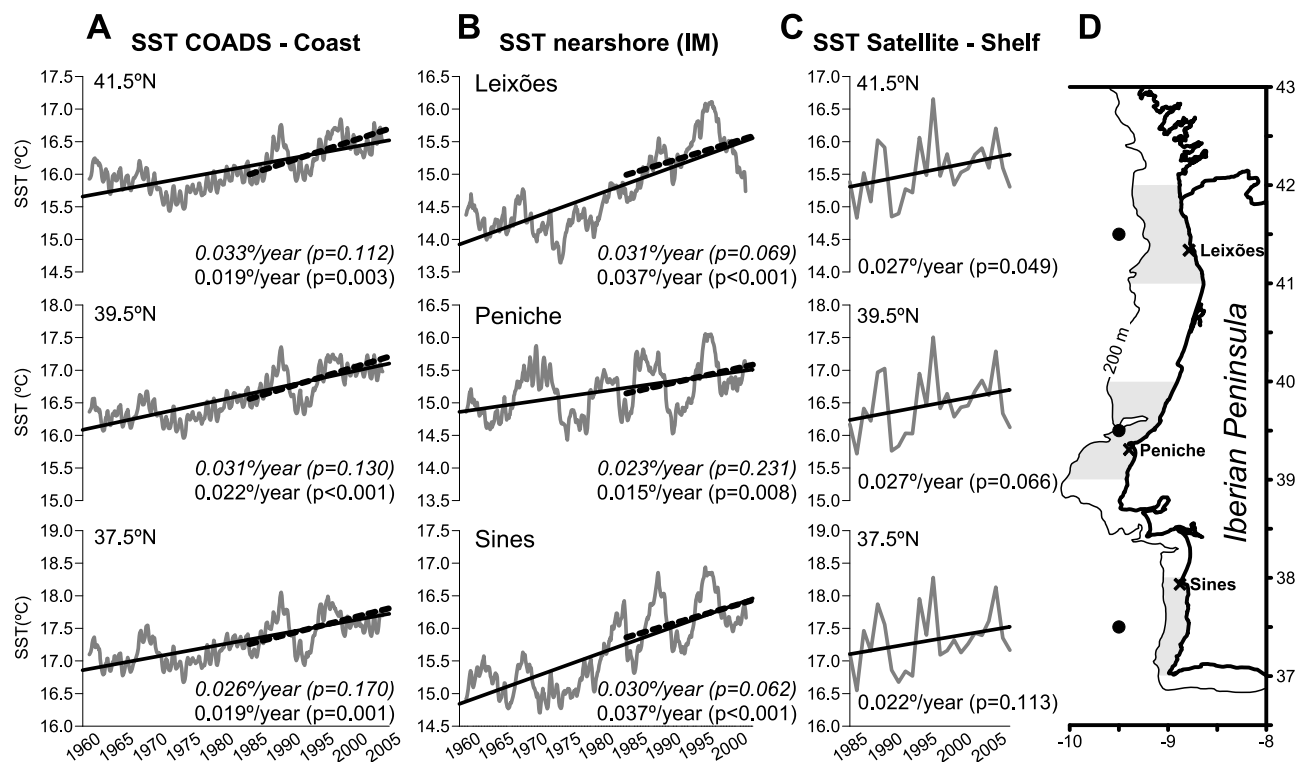 A SST COADS - Coast
B SST nearshore (IM)
C SST Satellite - Shelf
D
SST (ºC)
17.5
17.0
16.5
16.0
15.5
15.0
14.5
41.5ºN
0.033º/year (p=0.112)
0.019º/year (p=0.003)
16.5
16.0
15.5
15.0
14.5
14.0
13.5
Leixões
0.031º/year (p=0.069)
0.037º/year (p<0.001)
17.0
16.5
16.0
15.5
15.0
14.5
14.0
41.5ºN
0.027º/year (p=0.049)
SST (ºC)
18.0
17.5
17.0
16.5
16.0
15.5
15.0
39.5ºN
0.031º/year (p=0.130)
0.022º/year (p<0.001)
16.5
16.0
15.5
15.0
14.5
14.0
13.5
Peniche
0.023º/year (p=0.231)
0.015º/year (p=0.008)
18.0
17.5
17.0
16.5
16.0
15.5
15.0
39.5ºN
0.027º/year (p=0.066)
SST(ºC)
19.0
18.5
18.0
17.5
17.0
16.5
16.0
37.5ºN
0.026º/year (p=0.170)
0.019º/year (p=0.001)
1960 1965 1970 1975 1980 1985 1990 1995 2000 2005
17.5
17.0
16.5
16.0
15.5
15.0
14.5
Sines
0.030º/year (p=0.062)
0.037º/year (p<0.001)
1960 1965 1970 1975 1980 1985 1990 1995 2000
19.0
18.5
18.0
17.5
17.0
16.5
16.0
37.5ºN
0.022º/year (p=0.113)
1985 1990 1995 2000 2005
43
42
41
40
39
38
37
Leixões
200 m
Peniche
Sines
Iberian Peninsula
-10 -9 -8